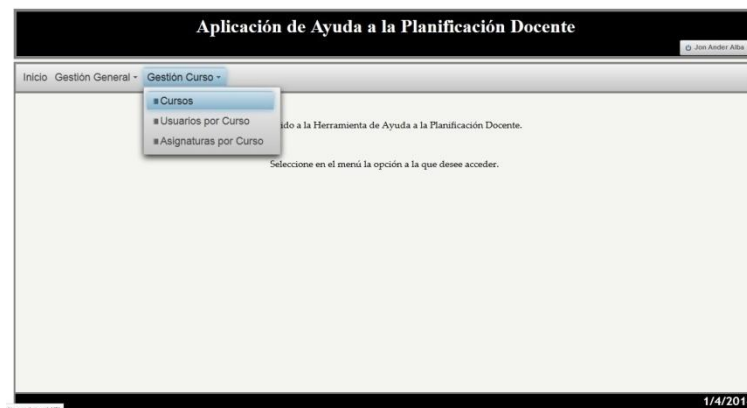 Aplicación de Ayuda a la Planificación Docente
Jon Ander Alba
Inicio Gestión General Gestión Curso
Cursos
Usuarios por Curso
ido a la Herramienta de Ayuda a la Planificación Docente.
Asignaturas por Curso
Seleccione en el menú la opción a la que desee acceder.
1/4/201